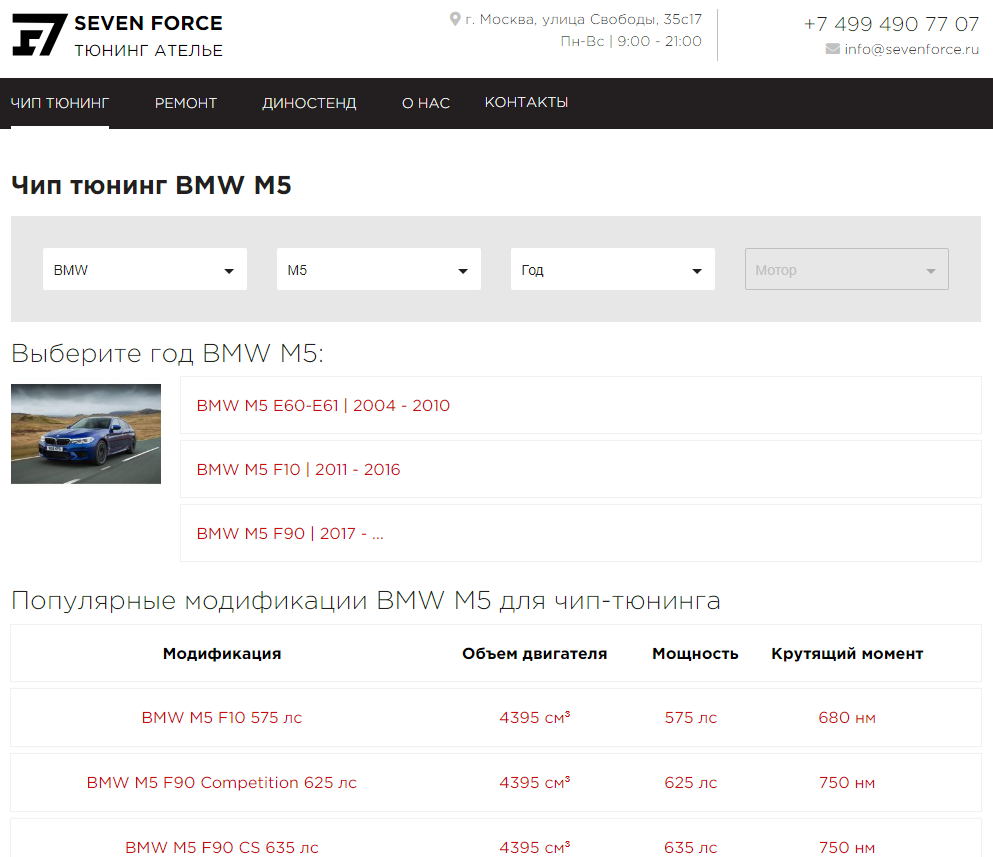 SEVEN FORCE
ТЮНИНГ АТЕЛЬЕ
г. Москва, улица Свободы, 35с17
Пн-Вс | 9:00 - 21:00
+7 499 490 77 07
info@sevenforce.ru
ЧИП ТЮНИНГ РЕМОНТ ДИНОСТЕНД О НАС КОНТАКТЫ
Чип тюнинг BMW M5
BMW M5 Год Мотор
Выберите год BMW M5:
BMW M5 E60-E61 | 2004 - 2010
BMW M5 F10 | 2011 - 2016
BMW M5 F90 | 2017 - ...
Популярные модификации BMW M5 для чип-тюнинга
Модификация Объем двигателя Мощность Крутящий момент
BMW M5 F10 575 лс 4395 см³ 575 лс 680 нм
BMW M5 F90 Competition 625 лс 4395 см³ 625 лс 750 нм
BMW M5 F90 CS 635 лс 4395 см³ 635 лс 750 нм